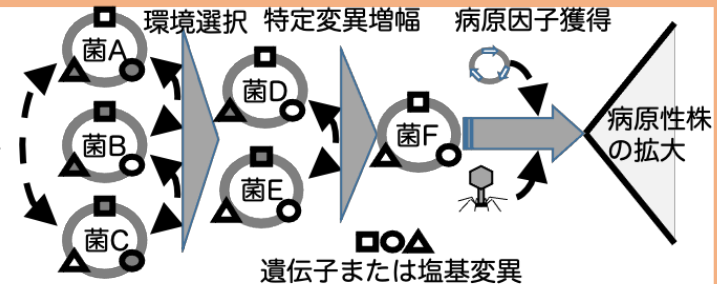 環境選択
特定変異増幅
病原因子獲得
菌A
菌B
菌C
菌D
菌E
菌F
病原性株
の拡大
遺伝子または塩基変異